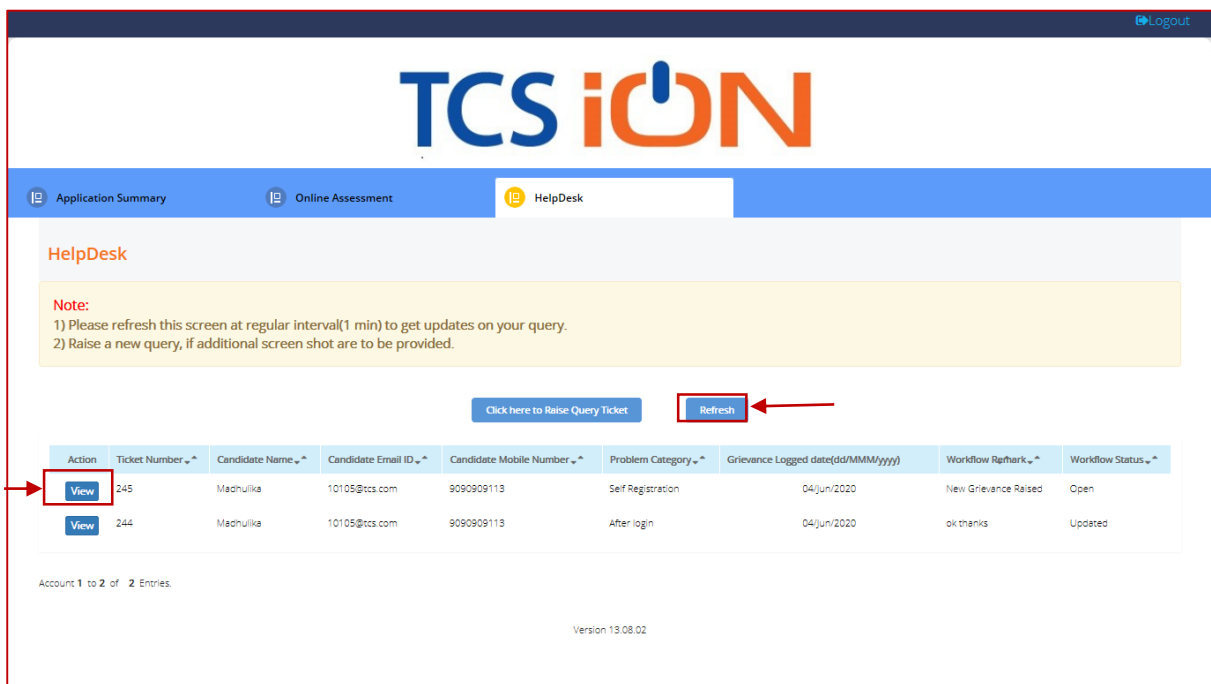 Logout
TCS iON
Application Summary
Online Assessment
HelpDesk
HelpDesk
Note:
1) Please refresh this screen at regular interval(1 min) to get updates on your query.
2) Raise a new query, if additional screen shot are to be provided.
Click here to Raise Query Ticket Refresh
Action Ticket Number Candidate Name Candidate Email ID Candidate Mobile Number Problem Category Grievance Logged date(dd/MMM/yyyy) Workflow Remark Workflow Status
View 245 Madhulika 10105@tcs.com 9090909113 Self Registration 04/Jun/2020 New Grievance Raised Open
View 244 Madhulika 10105@tcs.com 9090909113 After login 04/Jun/2020 ok thanks Updated
Account 1 to 2 of 2 Entries.
Version 13.08.02